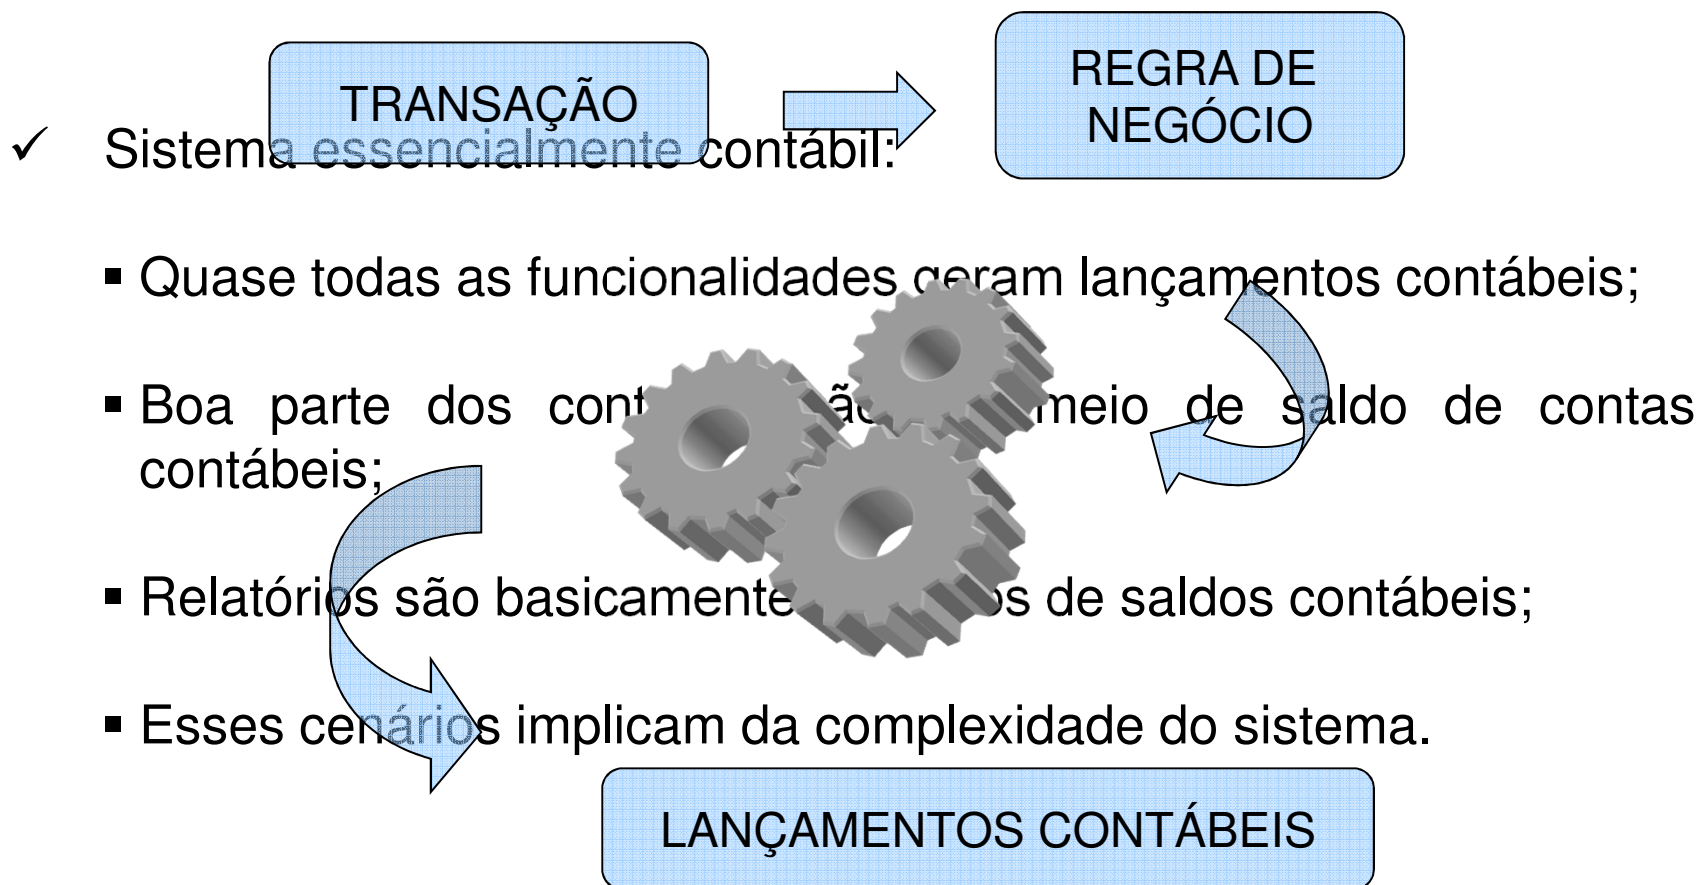 TRANSAÇÃO
REGRA DE
NEGÓCIO
✓ Sistema essencialmente contábil:
▪ Quase todas as funcionalidades geram lançamentos contábeis;
▪ Boa parte dos meio de saldo de contas
contábeis;
▪ Relatórios são basicamente de saldos contábeis;
▪ Esses cenários implicam da complexidade do sistema.
LANÇAMENTOS CONTÁBEIS